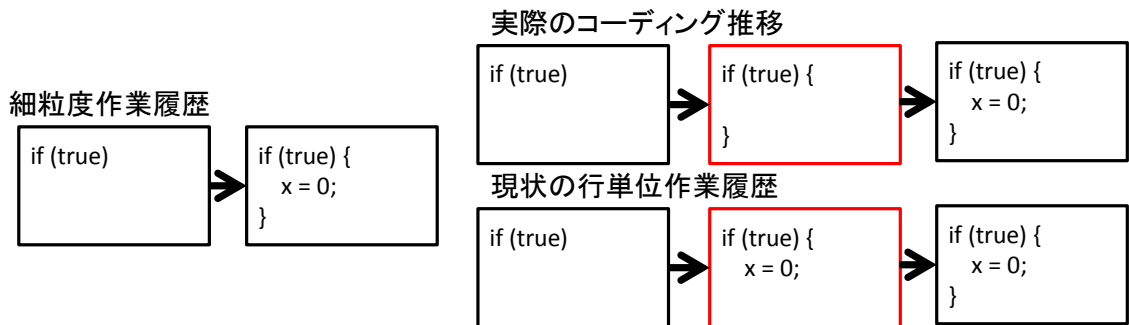 細粒度作業履歴
if (true)
if (true) {
x = 0;
}
実際のコーディング推移
if (true)
if (true) {
}
if (true) {
x = 0;
}
現状の行単位作業履歴
if (true)
if (true) {
x = 0;
if (true) {
x = 0;
}